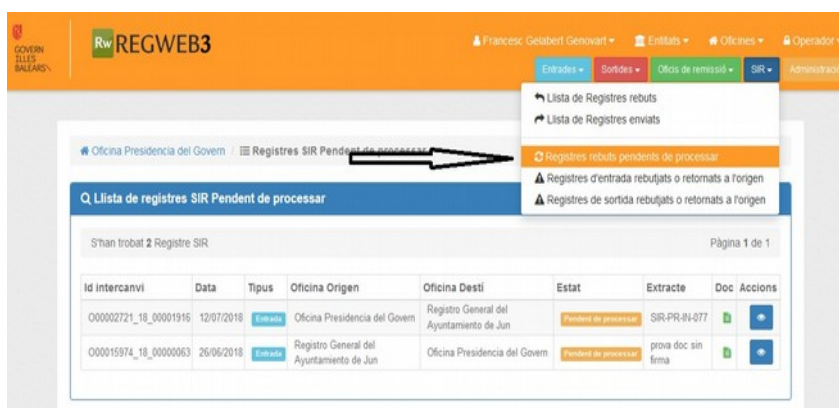 GOVERN
ILLES
BALEARS
Rw REGWEB3
Francesc Gelabert Genovart Entitats Oficines Operador
Entrades Sortides Oficis de remissió SIR Administraci
Llista de Registres rebuts
Llista de Registres enviats
Registres rebuts pendents de processar
Registres d'entrada rebutjats o retornats a l'origen
Registres de sortida rebutjats o retornats a l'origen
Oficina Presidencia del Govern / Registres SIR Pendent de processar
Llista de registres SIR Pendent de processar
S'han trobat 2 Registre SIR Pàgina 1 de 1
Id intercanvi Data Tipus Oficina Origen Oficina Destí Estat Extracte Doc Accions
O00002721_18_00001916 12/07/2018 Entrada Oficina Presidencia del Govern Registro General del Ayuntamiento de Jun Pendent de processar SIR-PR-IN-077
O00015974_18_00000063 26/06/2018 Entrada Registro General del Ayuntamiento de Jun Oficina Presidencia del Govern Pendent de processar prova doc sin firma